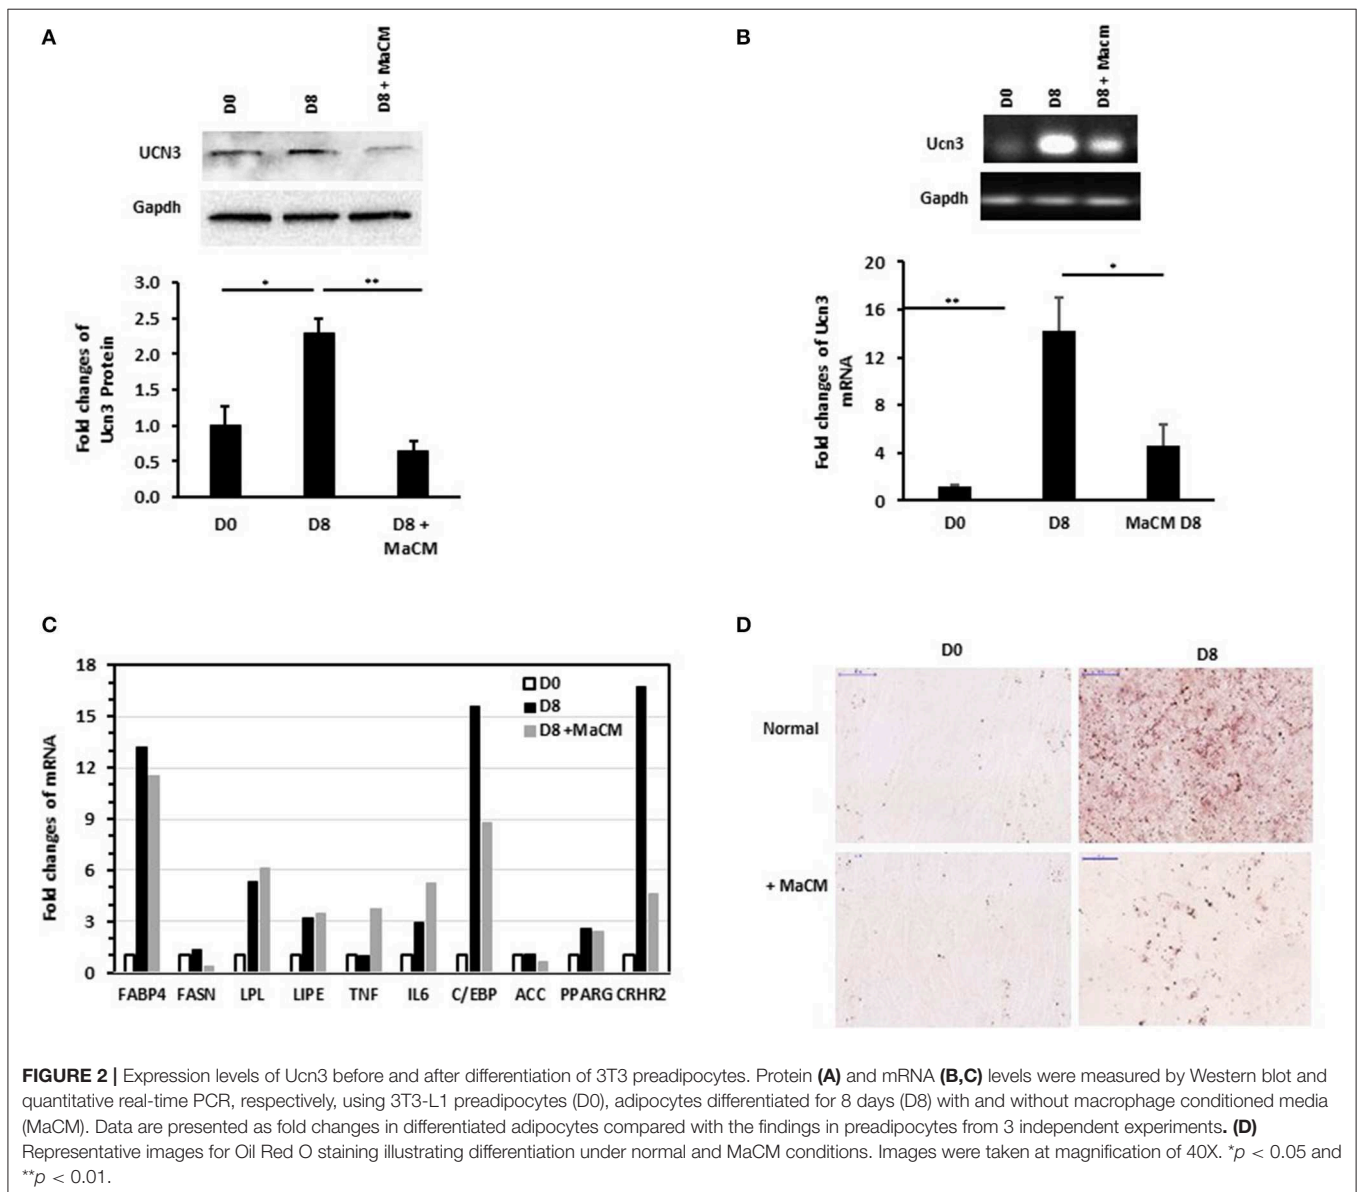 A
D0
D8
D8 + MaCM
UCN3
Gapdh
3.0
2.5
2.0
1.5
1.0
0.5
0.0
Fold changes of
Ucn3 Protein
*
**
D0
D8
D8 +
MaCM
B
D0
D8
D8 + Macm
Ucn3
Gapdh
20
16
12
8
4
0
Fold changes of Ucn3
mRNA
**
*
D0
D8
MaCM D8
C
18
15
12
9
6
3
0
Fold changes of mRNA
D0
D8
D8 +MaCM
FABP4 FASN LPL LIPE TNF IL6 C/EBP ACC PPARG CRHR2
D
D0 D8
Normal
+ MaCM
FIGURE 2 | Expression levels of Ucn3 before and after differentiation of 3T3 preadipocytes. Protein (A) and mRNA (B,C) levels were measured by Western blot and
quantitative real-time PCR, respectively, using 3T3-L1 preadipocytes (D0), adipocytes differentiated for 8 days (D8) with and without macrophage conditioned media
(MaCM). Data are presented as fold changes in differentiated adipocytes compared with the findings in preadipocytes from 3 independent experiments. (D)
Representative images for Oil Red O staining illustrating differentiation under normal and MaCM conditions. Images were taken at magnification of 40X. *p < 0.05 and
**p < 0.01.